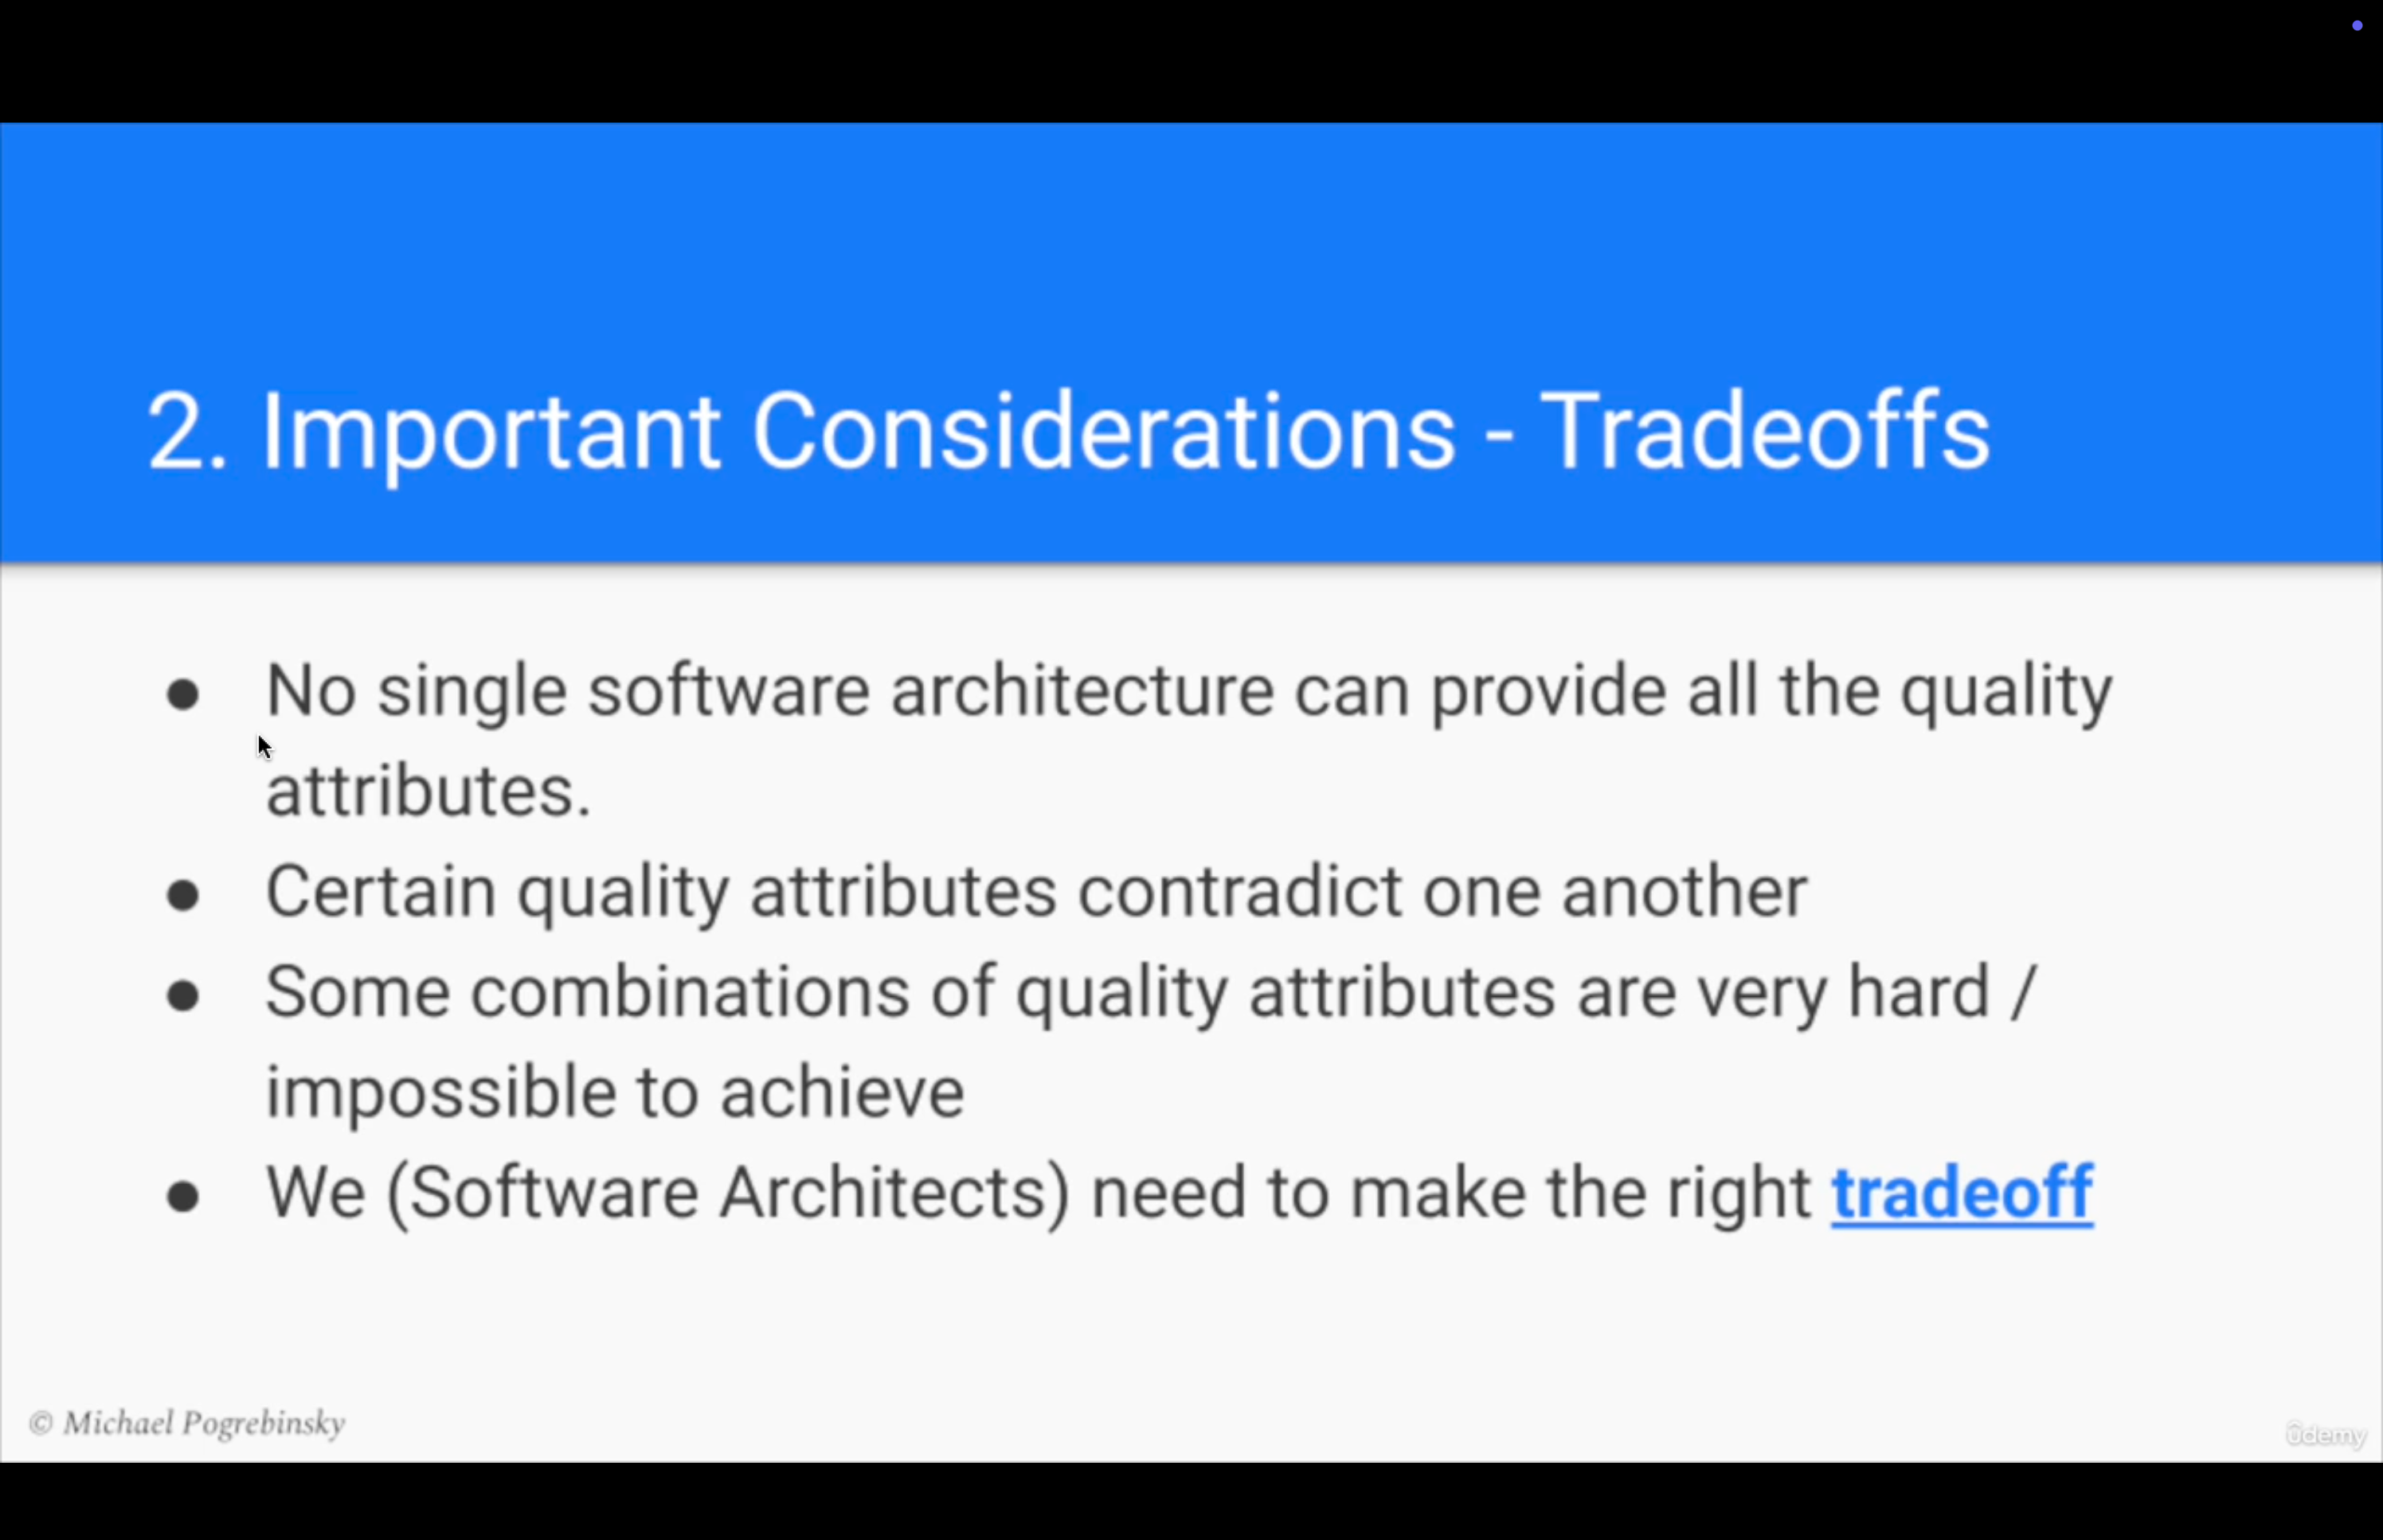 2. Important Considerations - Tradeoffs
● No single software architecture can provide all the quality
attributes.
● Certain quality attributes contradict one another
● Some combinations of quality attributes are very hard /
impossible to achieve
● We (Software Architects) need to make the right tradeoff
© Michael Pogrebinsky
ûdemy